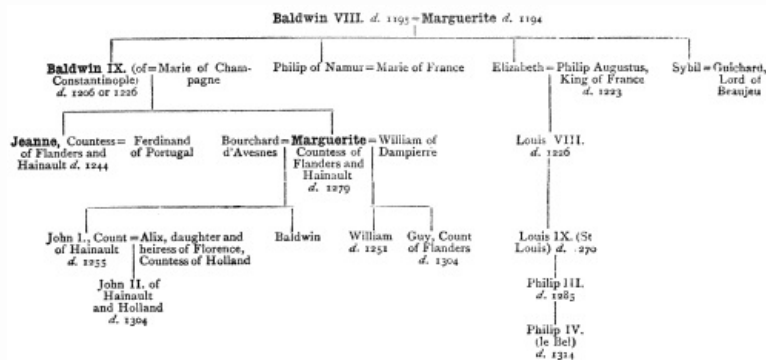 Baldwin VIII. d. 1195 = Marguerite d. 1194
Baldwin IX. (of = Marie of Cham-
Constantinople) pagne
d. 1206 or 1226
Philip of Namur = Marie of France
Elizabeth = Philip Augustus,
King of France
d. 1223
Sybil = Guichard,
Lord of
Beaujeu
Jeanne, Countess = Ferdinand
of Flanders and of Portugal
Hainault d. 1244
Bourchard = Marguerite = William of
d'Avesnes Countess of Dampierre
Flanders and
Hainault
d. 1279
Louis VIII.
d. 1226
John I., Count = Alix, daughter and
of Hainault heiress of Florence,
d. 1255 Countess of Holland
Baldwin
William
d. 1251
Guy, Count
of Flanders
d. 1304
Louis IX. (St
Louis) d. 270
John II. of
Hainault
and Holland
d. 1304
Philip III.
d. 1285
Philip IV.
(le Bel)
d. 1314